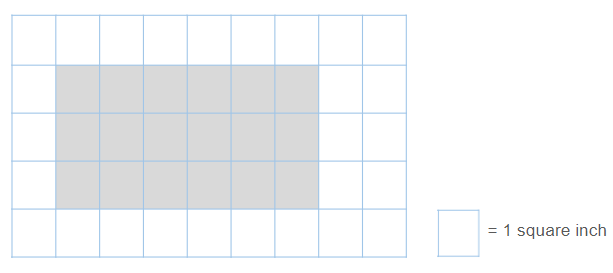 = 1 square inch